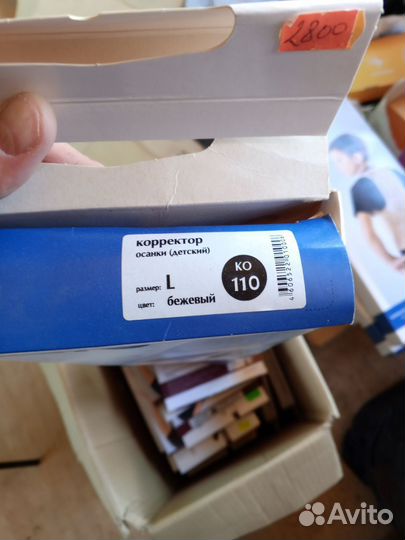 2800
корректор
осанки (детский)
размер: L
цвет: бежевый
КО
110
Avito